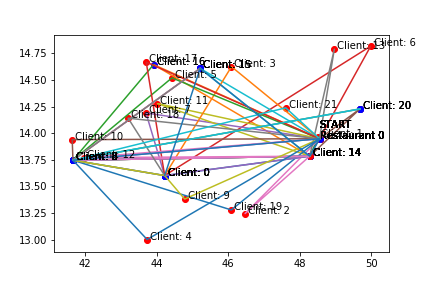 14.75
14.50
14.25
14.00
13.75
13.50
13.25
13.00
42
44
46
48
50
Client: 6
Client: 13
Client: 17
Client: 16
Client: 3
Client: 15
Client: 5
Client: 11
Client: 21
Client: 20
Client: 7
Client: 18
START
Client: 1
Restaurant 0
Client: 10
Client: 12
Client: 14
Client: 0
Client: 9
Client: 19
Client: 2
Client: 4